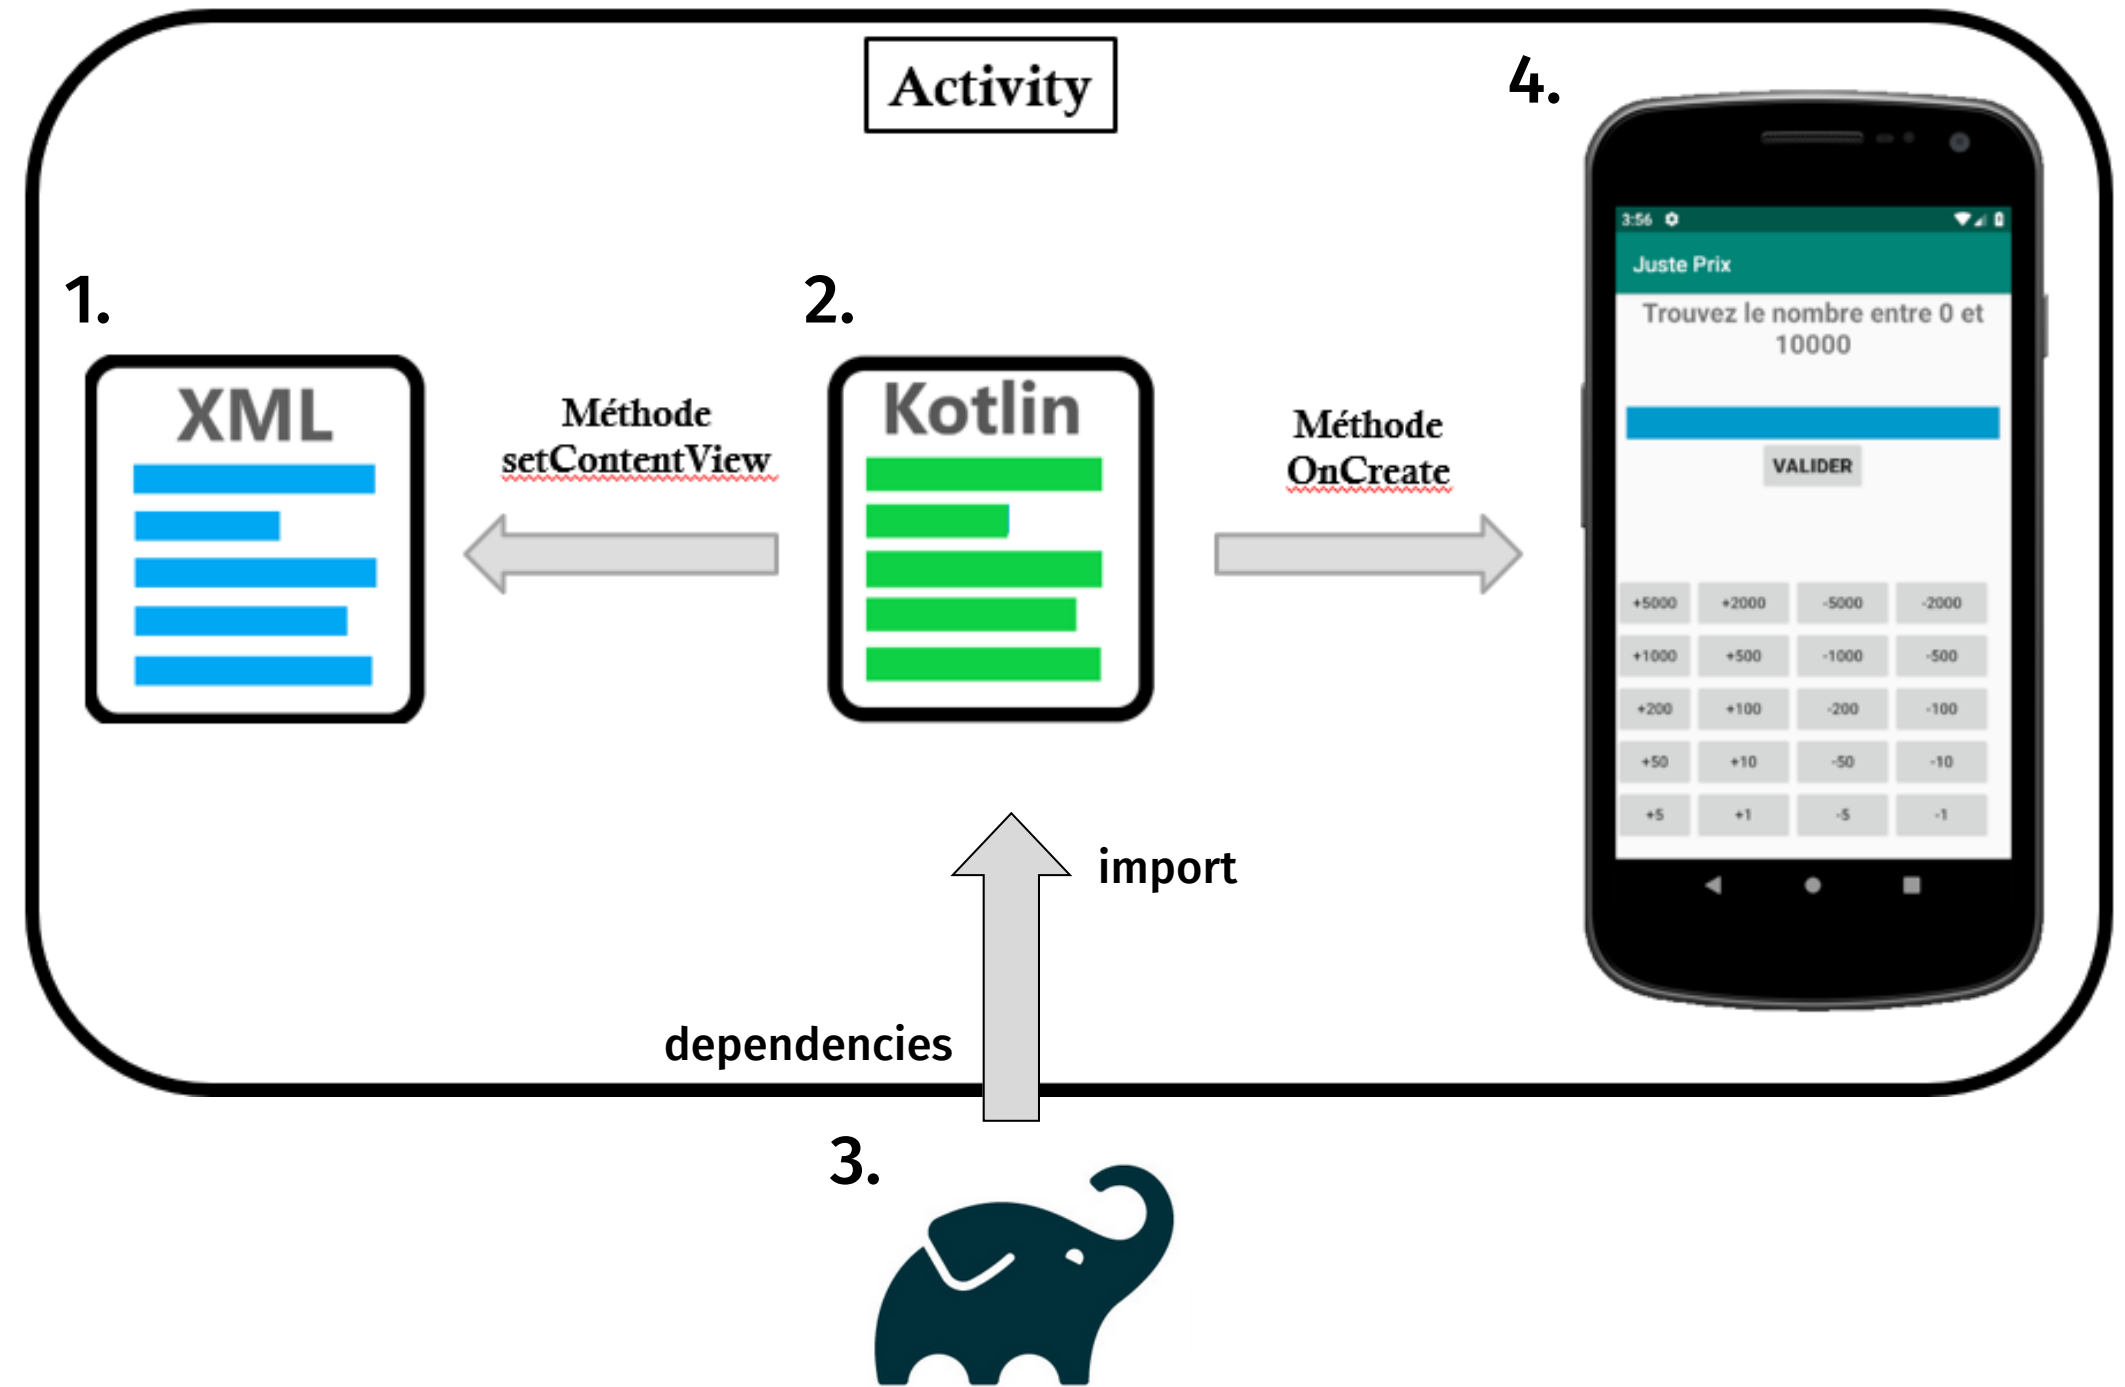 Activity
4.
1.
2.
XML
Méthode
setContentView
Kotlin
Méthode
OnCreate
3:56
Juste Prix
Trouvez le nombre entre 0 et
10000
VALIDER
+5000 +2000 -5000 -2000
+1000 +500 -1000 -500
+200 +100 -200 -100
+50 +10 -50 -10
+5 +1 -5 -1
import
dependencies
3.